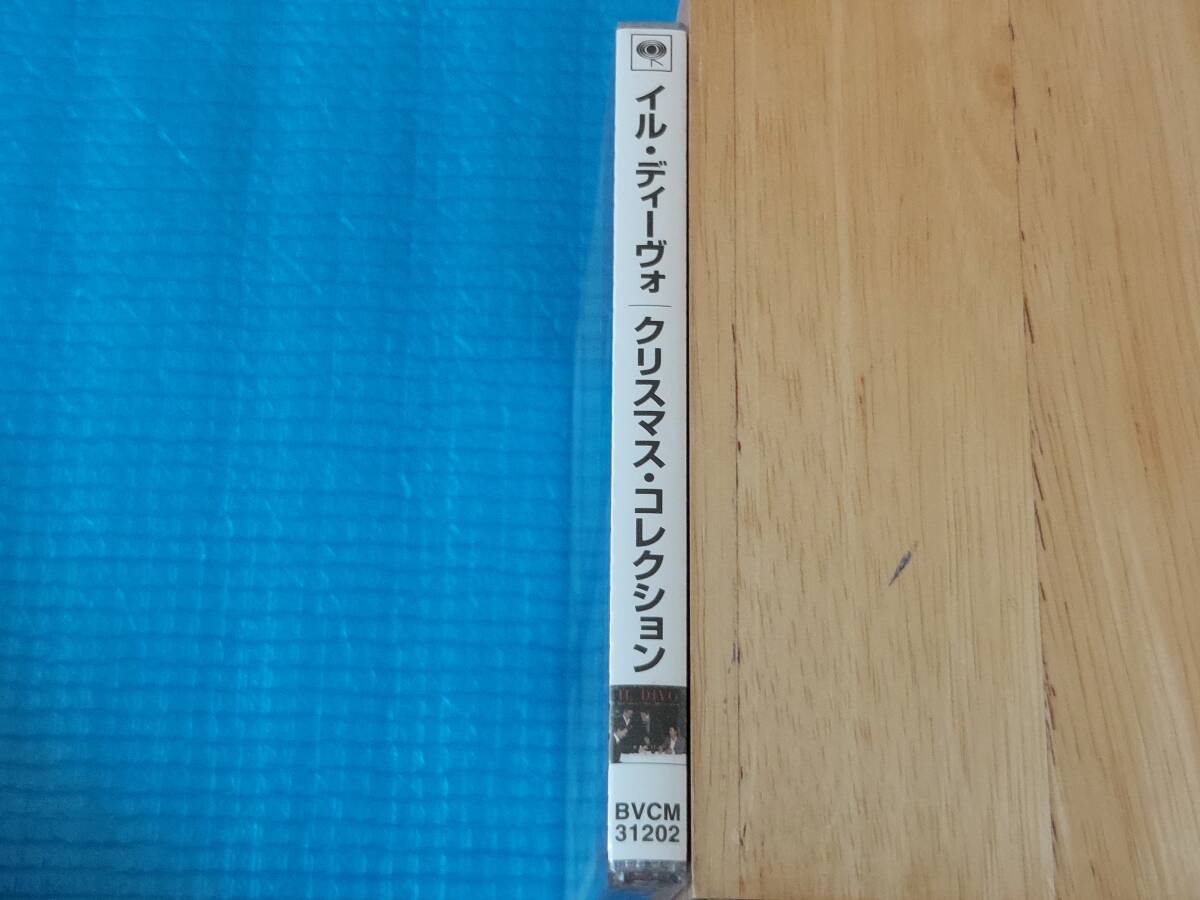 イル・ディーヴォ
クリスマス・コレクション
IL DIVO
BVCM
31202